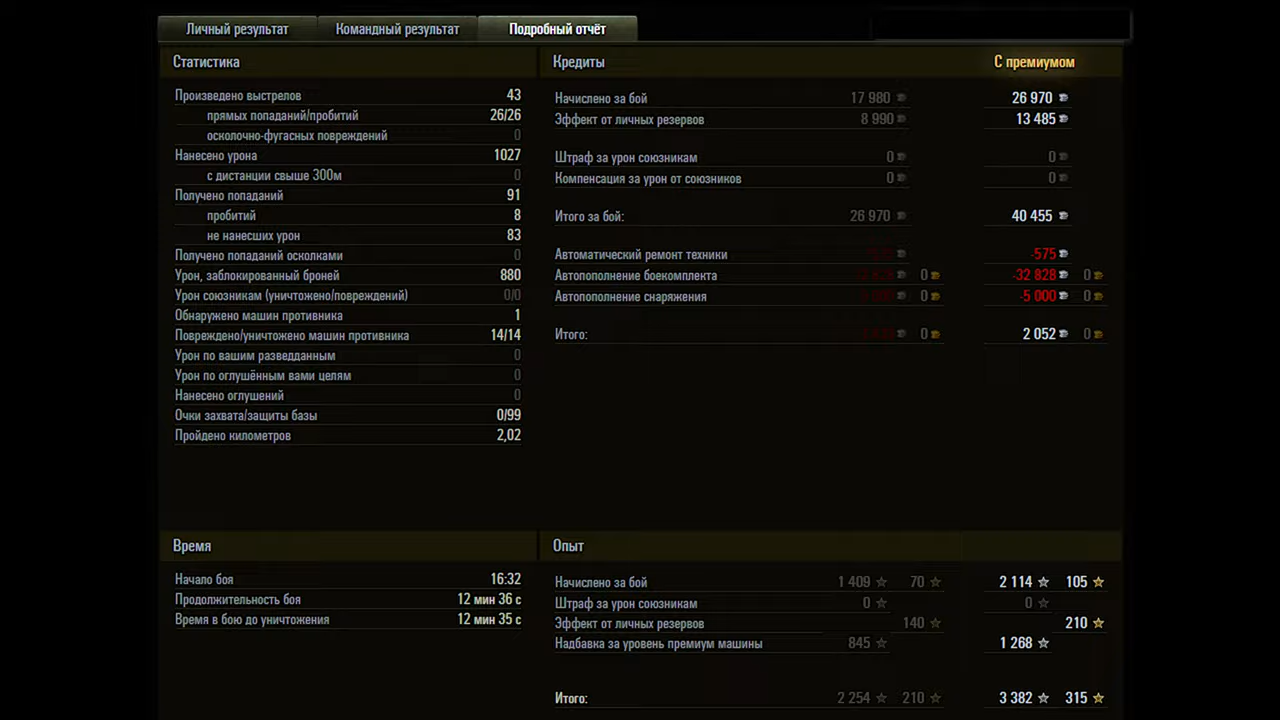 Личный результат Командный результат Подробный отчёт
Статистика
Произведено выстрелов 43
прямых попаданий/пробитий 26/26
осколочно-фугасных повреждений 0
Нанесено урона 1027
с дистанции свыше 300м 0
Получено попаданий 91
пробитий 8
не нанесших урон 83
Получено попаданий осколками 0
Урон, заблокированный броней 880
Урон союзникам (уничтожено/повреждений) 0/0
Обнаружено машин противника 1
Повреждено/уничтожено машин противника 14/14
Урон по вашим разведданным 0
Урон по оглушённым вами целям 0
Нанесено оглушений 0
Очки захвата/защиты базы 0/99
Пройдено километров 2,02
Кредиты С премиумом
Начислено за бой 17 980 26 970
Эффект от личных резервов 8 990 13 485
Штраф за урон союзникам 0 0
Компенсация за урон от союзников 0 0
Итого за бой: 26 970 40 455
Автоматический ремонт техники -575
Автопополнение боекомплекта 0 -32 828 0
Автопополнение снаряжения 0 -5 000 0
Итого: 0 2 052 0
Время
Начало боя 16:32
Продолжительность боя 12 мин 36 с
Время в бою до уничтожения 12 мин 35 с
Опыт
Начислено за бой 1 409 70 2 114 105
Штраф за урон союзникам 0 0
Эффект от личных резервов 140 210
Надбавка за уровень премиум машины 845 1 268
Итого: 2 254 210 3 382 315